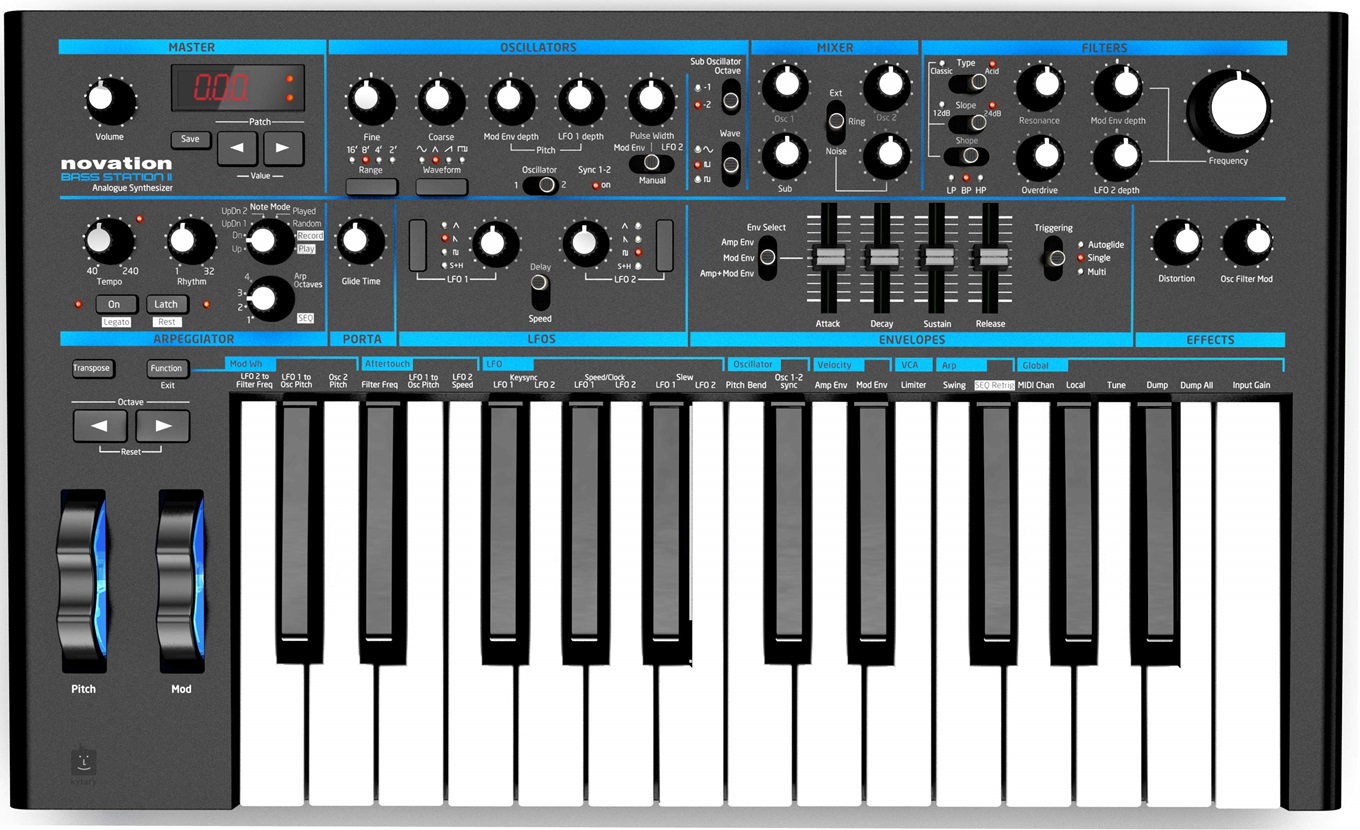 MASTER
OSCILLATORS
MIXER
FILTERS
0.0.0.
Volume
Patch
Save
Value
novation
BASS STATION II
Analogue Synthesizer
Fine
Coarse
Mod Env depth
LFO 1 depth
Pitch
Pulse Width
Mod Env
LFO 2
Manual
16' 8' 4' 2'
Range
Waveform
Oscillator
1 2
Sync 1-2
on
Sub Oscillator
Octave
-1
-2
Wave
Osc 1
Osc 2
Ext
Ring
Noise
Sub
Type
Classic
Acid
Slope
12dB
24dB
Shape
LP BP HP
Resonance
Mod Env depth
Overdrive
LFO 2 depth
Frequency
40 240
Tempo
1 32
Rhythm
On
Legato
Latch
Rest
Note Mode
UpDn 2
UpDn 1
Dn
Up
Played
Random
Record
Play
Arp
Octaves
4
3
2
1
SEQ
Glide Time
S+H
LFO 1
Delay
Speed
S+H
LFO 2
Env Select
Amp Env
Mod Env
Amp+Mod Env
Attack
Decay
Sustain
Release
Triggering
Autoglide
Single
Multi
Distortion
Osc Filter Mod
ARPEGGIATOR
PORTA
LFOS
ENVELOPES
EFFECTS
Transpose
Function
Exit
Octave
Reset
Mod Wh
LFO 2 to
Filter Freq
LFO 1 to
Osc Pitch
Osc 2
Pitch
Aftertouch
Filter Freq
LFO 1 to
Osc Pitch
LFO 2
Speed
LFO
Keysync
LFO 1 LFO 2
Speed/Clock
LFO 1 LFO 2
Slew
LFO 1 LFO 2
Oscillator
Pitch Bend
Osc 1-2
sync
Velocity
Amp Env
Mod Env
VCA
Limiter
Arp
Swing
SEQ Retrig
Global
MIDI Chan
Local
Tune
Dump
Dump All
Input Gain
Pitch
Mod